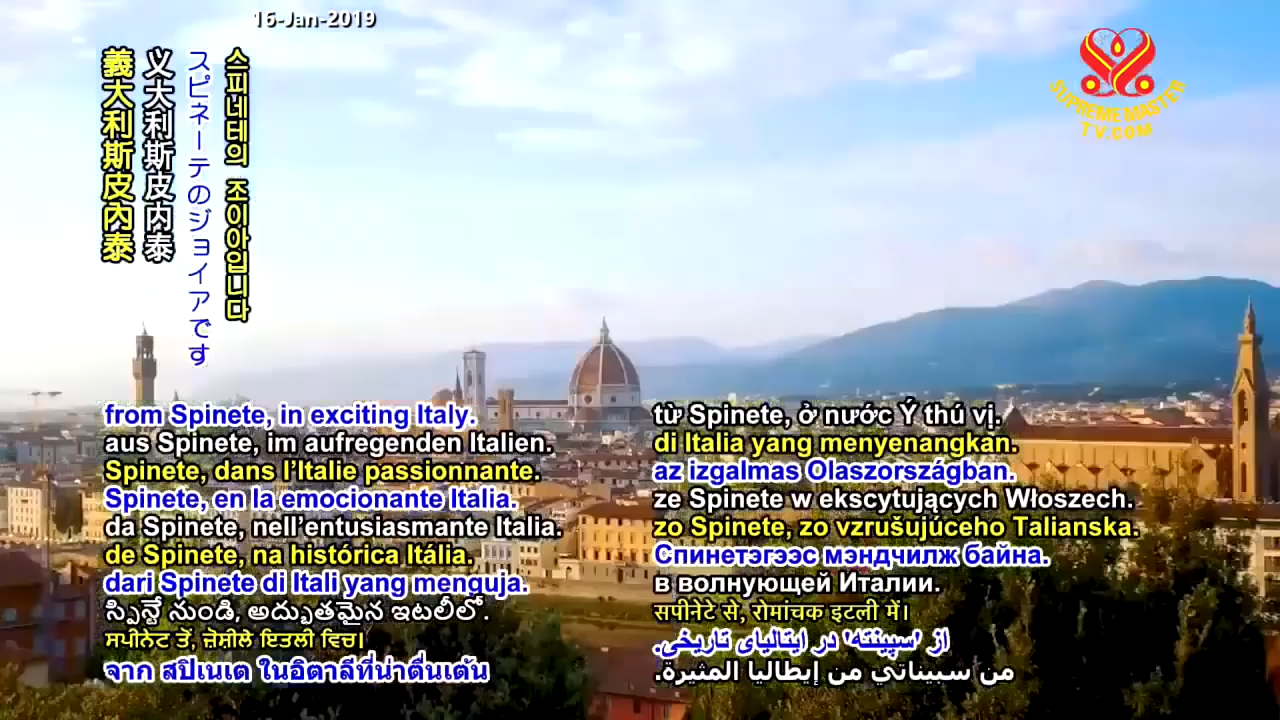 16-Jan-2019
SUPREME MASTER
TV.COM
스피네테의 조이아입니다
スピネーテのジョイアです
义大利斯皮内泰
義大利斯皮內泰
from Spinete, in exciting Italy.
aus Spinete, im aufregenden Italien.
Spinete, dans l’Italie passionnante.
Spinete, en la emocionante Italia.
da Spinete, nell’entusiasmante Italia.
de Spinete, na histórica Itália.
dari Spinete di Itali yang menguja.
స్పినేటే నుండి, అద్భుతమైన ఇటలీలో.
ਸਪੀਨੇਟ ਤੋਂ, ਜੋਸ਼ੀਲੇ ਇਤਲੀ ਵਿਚ।
จาก สปิเนเต ในอิตาลีที่น่าตื่นเต้น
từ Spinete, ở nước Ý thú vị.
di Italia yang menyenangkan.
az izgalmas Olaszországban.
ze Spinete w ekscytujących Włoszech.
zo Spinete, zo vzrušujúceho Talianska.
Спинетэгээс мэндчилж байна.
в волнующей Италии.
सपीनेटे से, रोमांचक इटली में।
از 'سپینته' در ایتالیای تاریخی.
من سبيناتي من إيطاليا المثيرة.